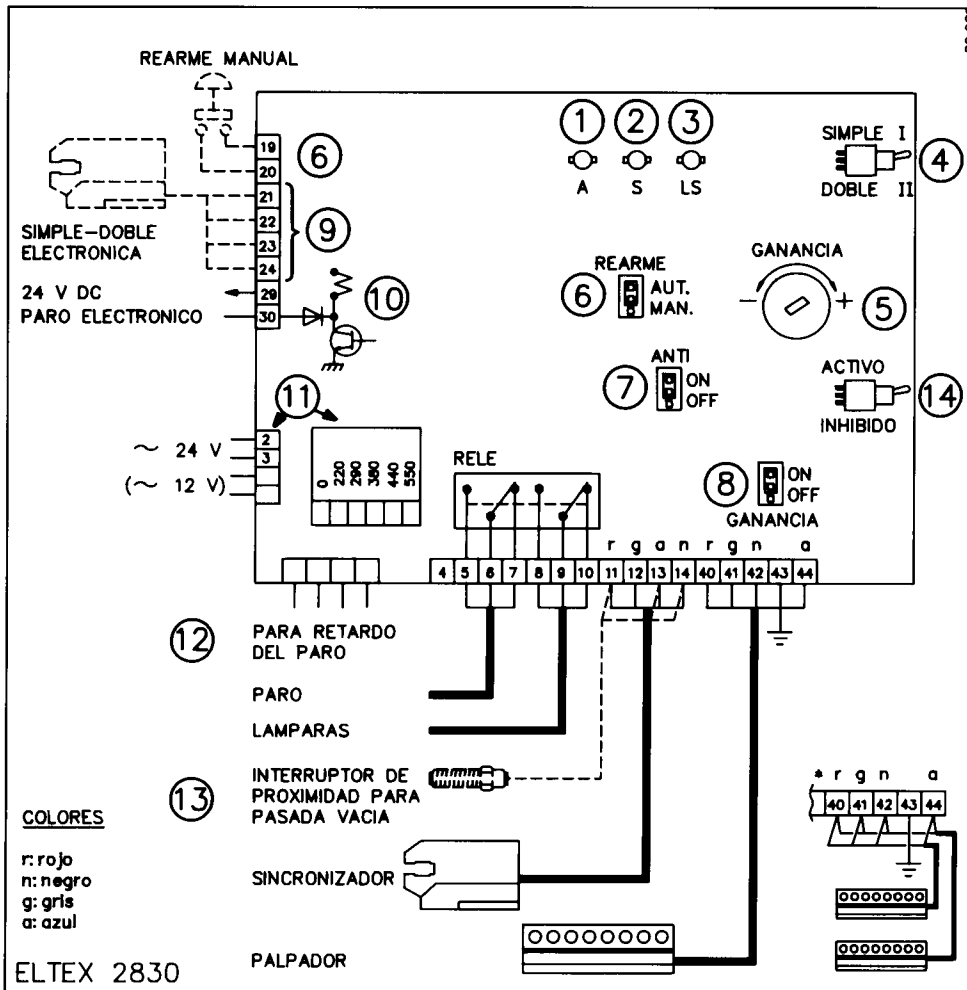 REARME MANUAL
1 2 3
A S LS
SIMPLE I
4
DOBLE II
19
6
20
21
22
9
23
24
29
30
SIMPLE-DOBLE
ELECTRONICA
24 V DC
PARO ELECTRONICO
10
REARME
6
AUT.
MAN.
GANANCIA
- +
5
ANTI
7
ON
OFF
ACTIVO
14
INHIBIDO
11
2
3
~ 24 V
(~ 12 V)
0 220 290 380 440 550
RELE
8
ON
OFF
GANANCIA
r g a n r g n a
4 5 6 7 8 9 10 11 12 13 14 40 41 42 43 44
12
PARA RETARDO
DEL PARO
PARO
LAMPARAS
13
INTERRUPTOR DE
PROXIMIDAD PARA
PASADA VACIA
* r g n a
40 41 42 43 44
COLORES
r: rojo
n: negro
g: gris
a: azul
SINCRONIZADOR
PALPADOR
ELTEX 2830